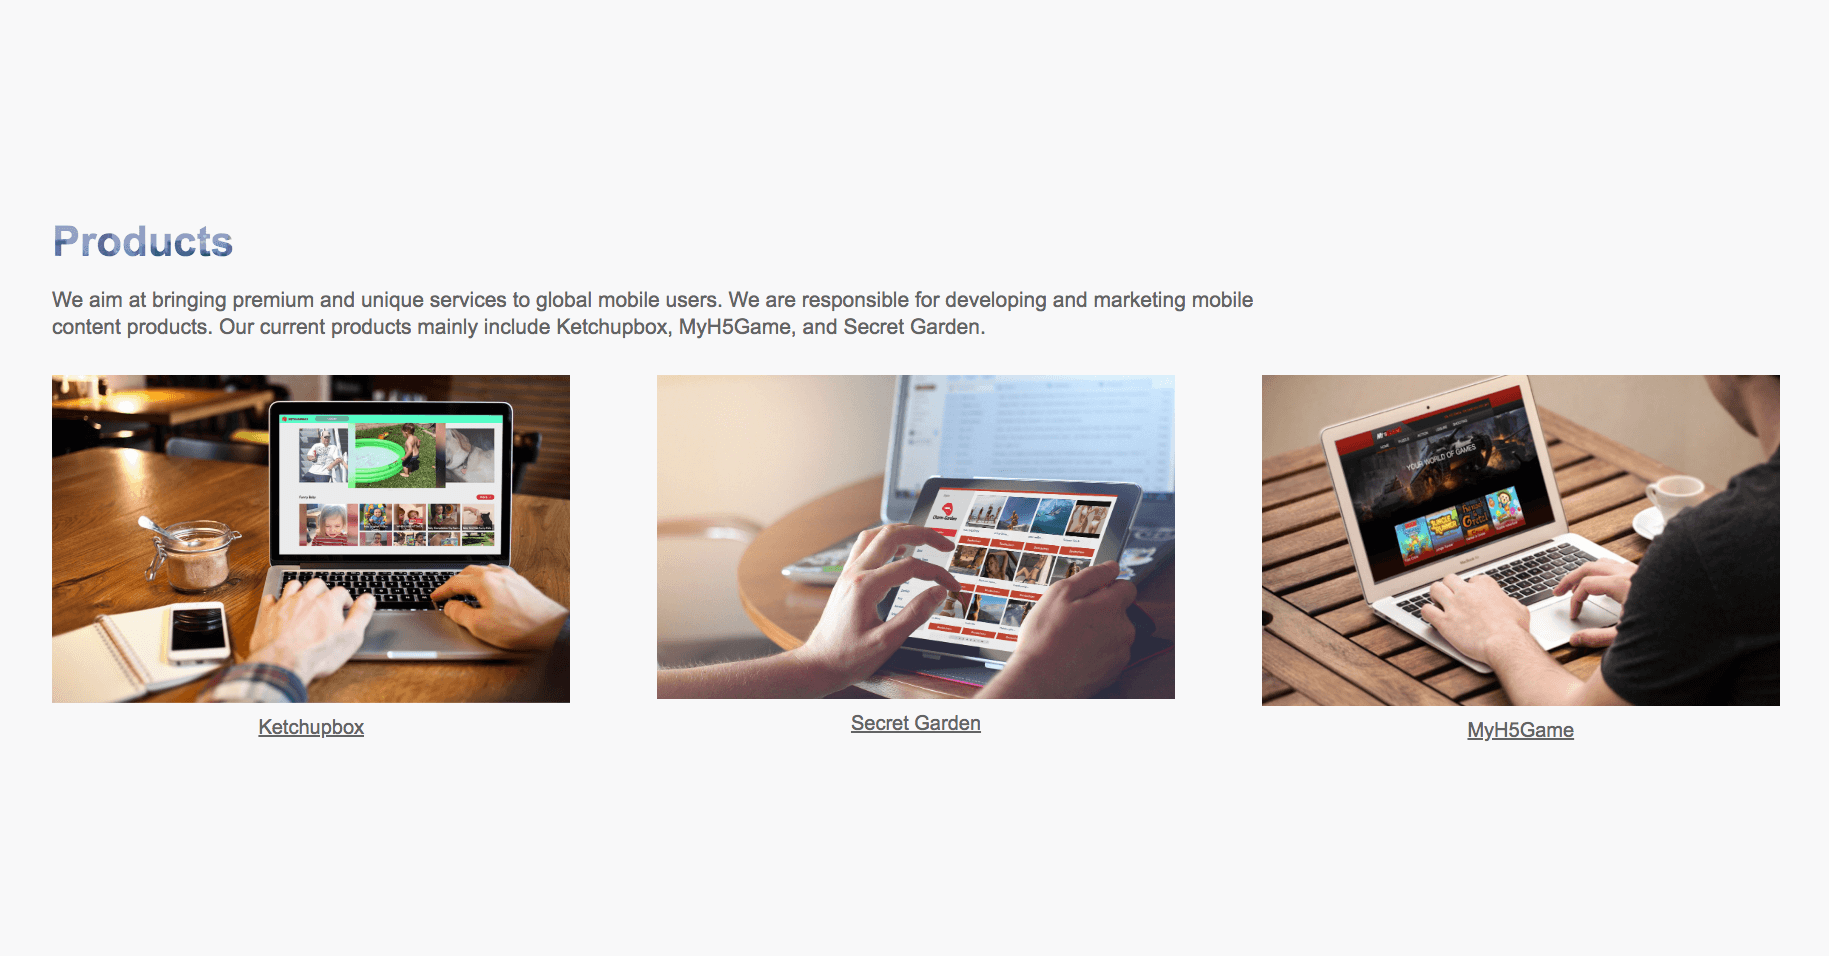 Products
We aim at bringing premium and unique services to global mobile users. We are responsible for developing and marketing mobile
content products. Our current products mainly include Ketchupbox, MyH5Game, and Secret Garden.
YOUR WORLD OF GAMES
Ketchupbox
Secret Garden
MyH5Game